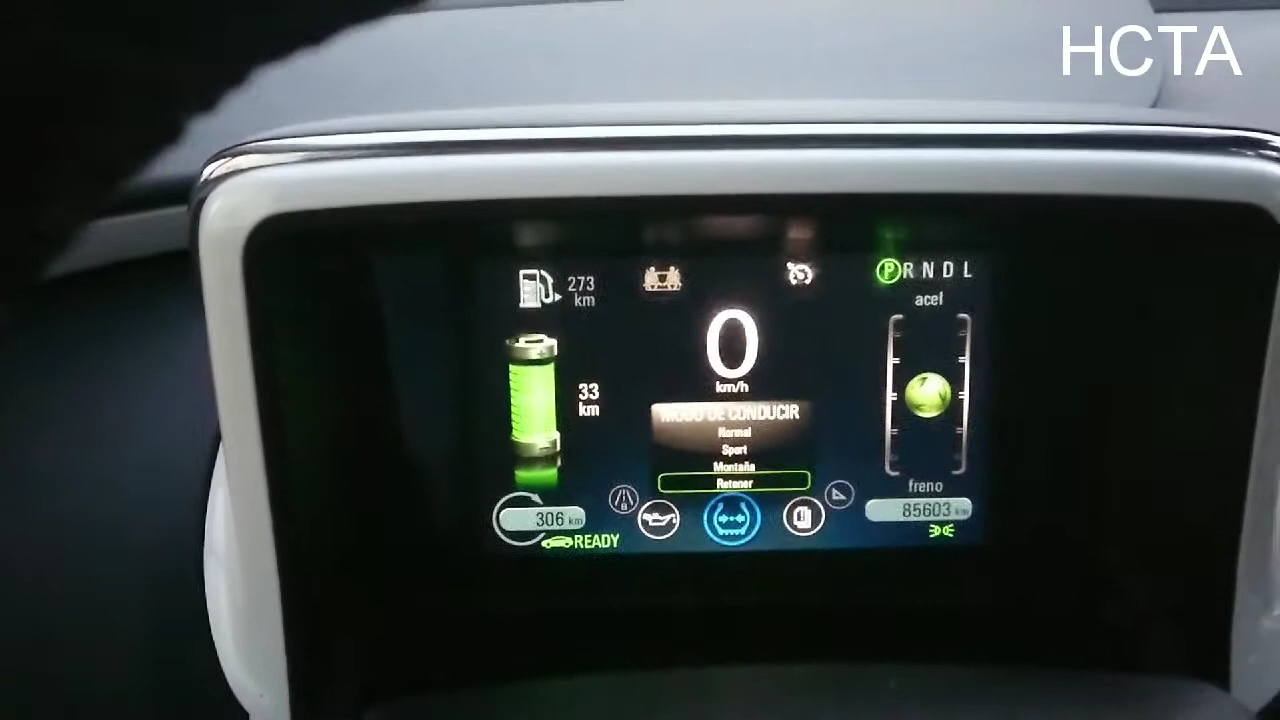 HCTA
273
km
P R N D L
acel
0
km/h
33
km
MODO DE CONDUCIR
Normal
Sport
Montaña
Retener
freno
306 km
85603 km
READY